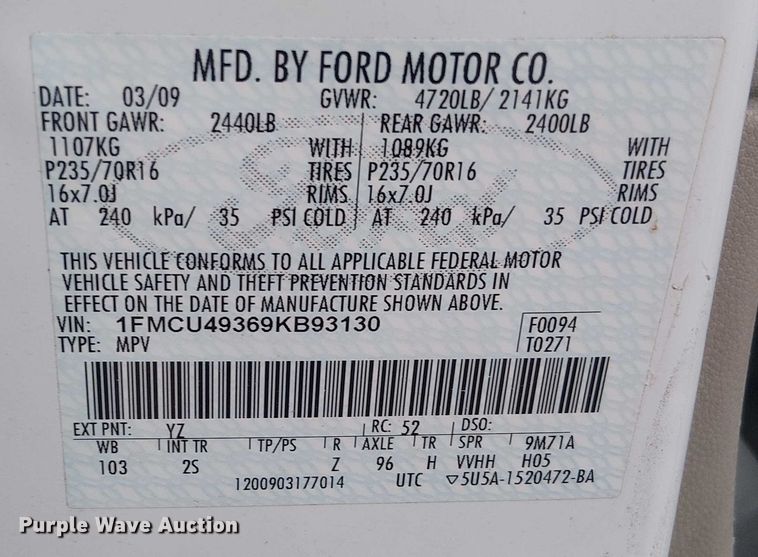 MFD. BY FORD MOTOR CO.
DATE: 03/09 GVWR: 4720LB/ 2141KG
FRONT GAWR: 2440LB REAR GAWR: 2400LB
1107KG WITH 1089KG WITH
P235/70R16 TIRES P235/70R16 TIRES
16x7.0J RIMS 16x7.0J RIMS
AT 240 kPa/ 35 PSI COLD AT 240 kPa/ 35 PSI COLD
THIS VEHICLE CONFORMS TO ALL APPLICABLE FEDERAL MOTOR
VEHICLE SAFETY AND THEFT PREVENTION STANDARDS IN
EFFECT ON THE DATE OF MANUFACTURE SHOWN ABOVE.
VIN: 1FMCU49369KB93130 F0094
TYPE: MPV T0271
EXT PNT: YZ RC: 52 DSO:
WB INT TR TP/PS R AXLE TR SPR 9M71A
103 2S Z 96 H VVHH H05
1200903177014 UTC ▽5U5A-1520472-BA
Purple Wave Auction